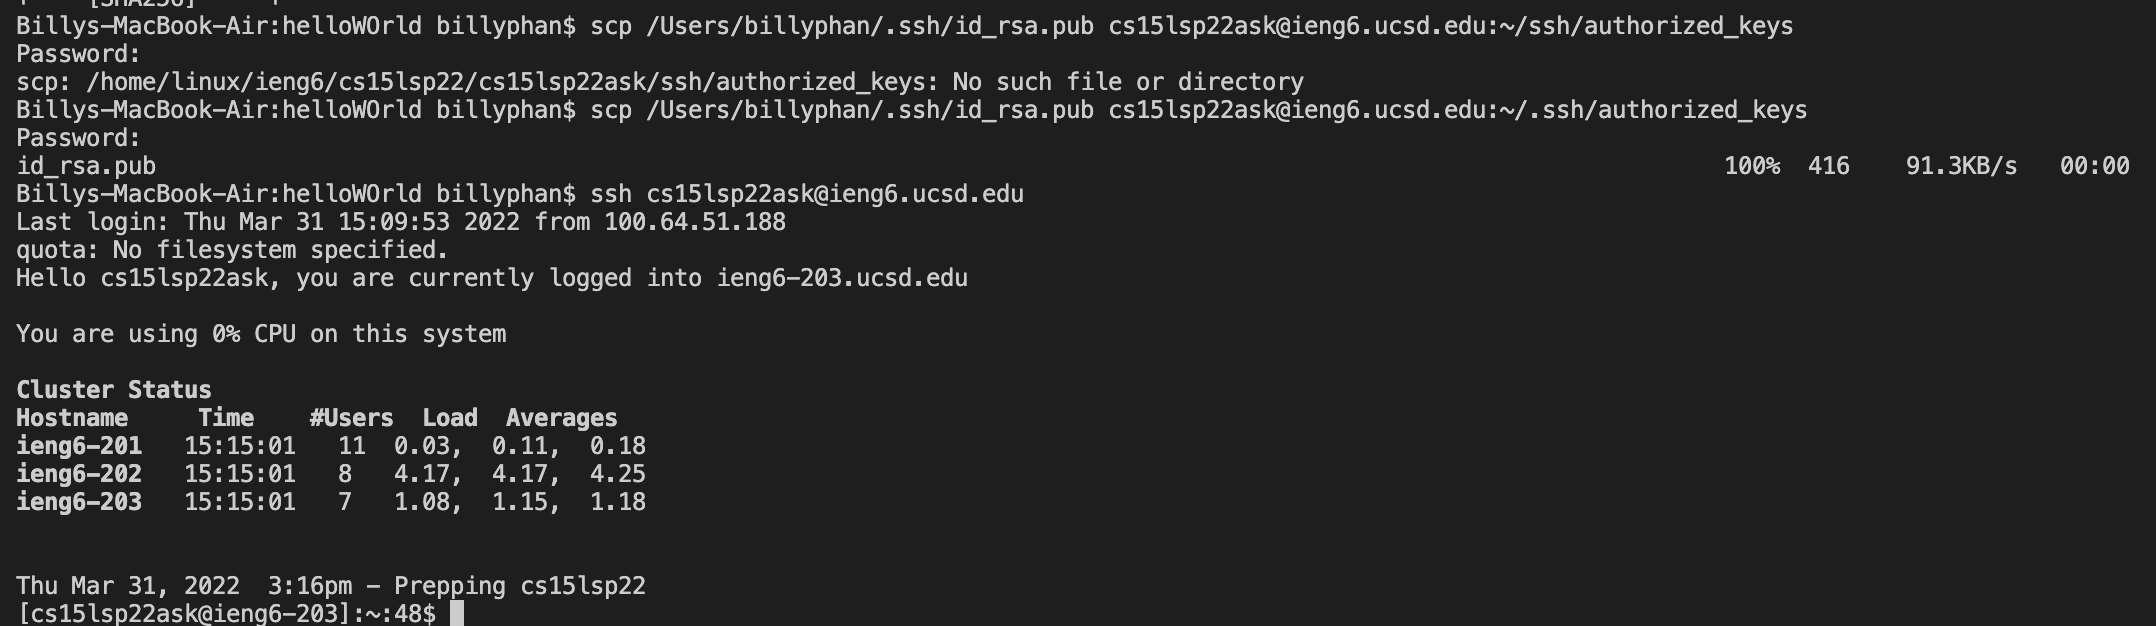 [SHA256]
Billys-MacBook-Air:helloWOrld billyphan$ scp /Users/billyphan/.ssh/id_rsa.pub cs15lsp22ask@ieng6.ucsd.edu:~/ssh/authorized_keys
Password:
scp: /home/linux/ieng6/cs15lsp22/cs15lsp22ask/ssh/authorized_keys: No such file or directory
Billys-MacBook-Air:helloWOrld billyphan$ scp /Users/billyphan/.ssh/id_rsa.pub cs15lsp22ask@ieng6.ucsd.edu:~/.ssh/authorized_keys
Password:
id_rsa.pub 100% 416 91.3KB/s 00:00
Billys-MacBook-Air:helloWOrld billyphan$ ssh cs15lsp22ask@ieng6.ucsd.edu
Last login: Thu Mar 31 15:09:53 2022 from 100.64.51.188
quota: No filesystem specified.
Hello cs15lsp22ask, you are currently logged into ieng6-203.ucsd.edu
You are using 0% CPU on this system
Cluster Status
Hostname Time #Users Load Averages
ieng6-201 15:15:01 11 0.03, 0.11, 0.18
ieng6-202 15:15:01 8 4.17, 4.17, 4.25
ieng6-203 15:15:01 7 1.08, 1.15, 1.18
Thu Mar 31, 2022 3:16pm - Prepping cs15lsp22
[cs15lsp22ask@ieng6-203]:~:48$